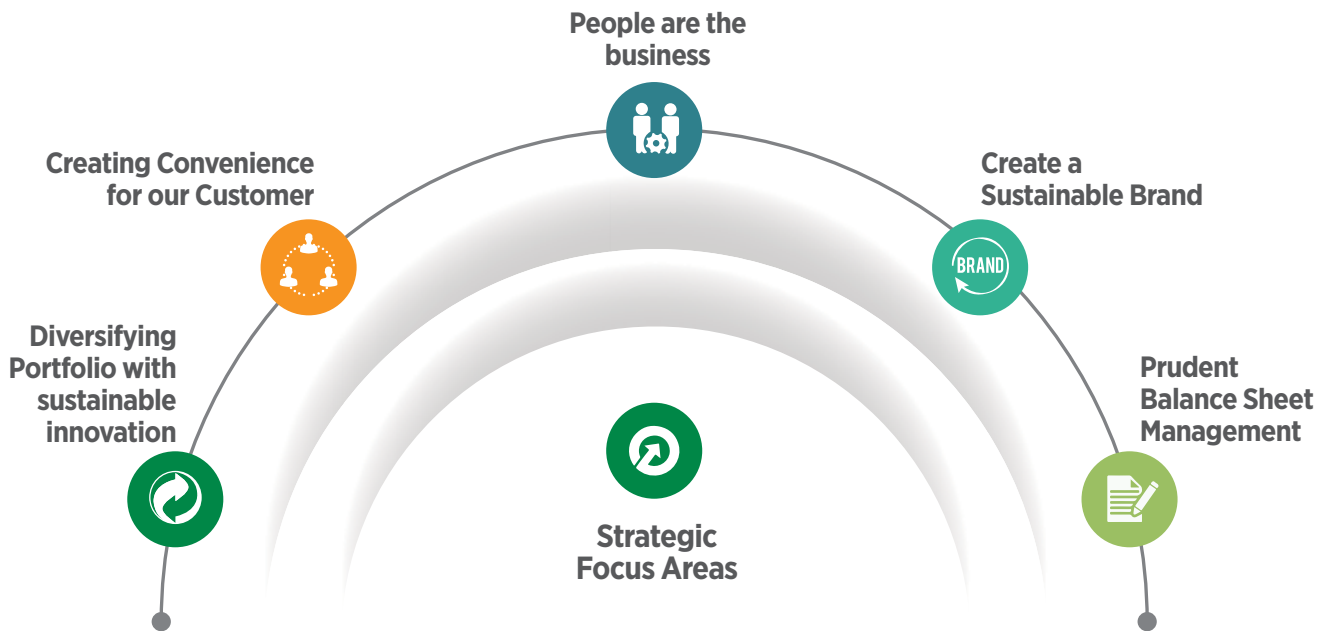 People are the
business
Creating Convenience
for our Customer
Create a
Sustainable Brand
BRAND
Diversifying
Portfolio with
sustainable
innovation
Prudent
Balance Sheet
Management
Strategic
Focus Areas